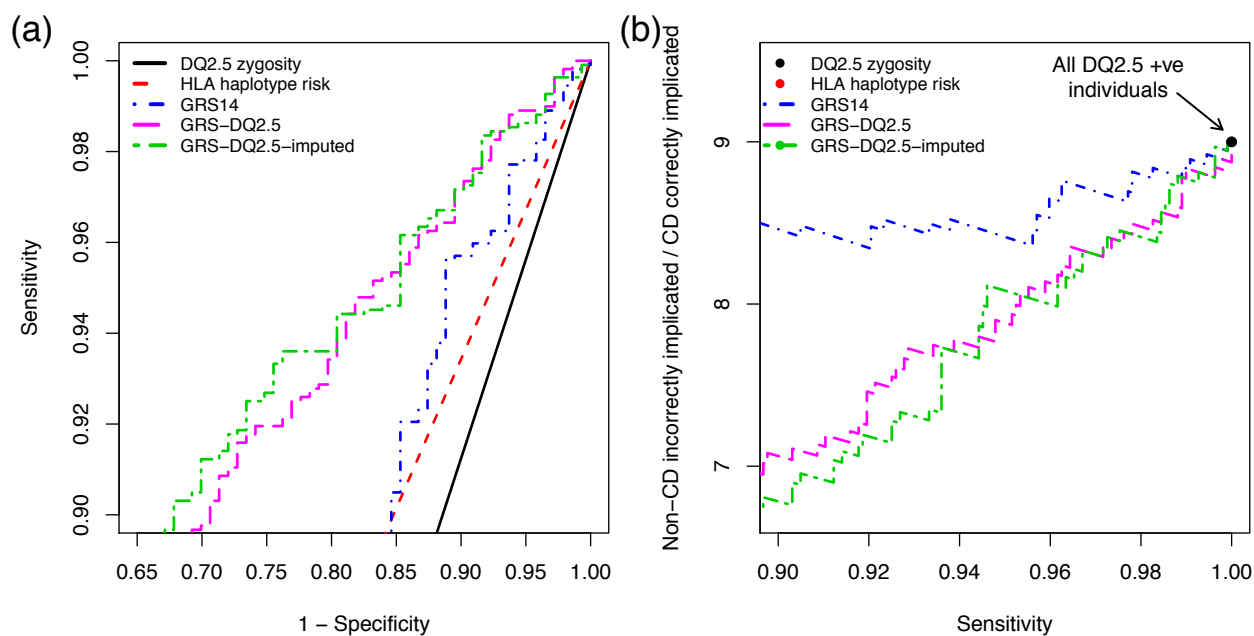 (a)
Sensitivity
1.00
0.98
0.96
0.94
0.92
0.90
DQ2.5 zygosity
HLA haplotype risk
GRS14
GRS−DQ2.5
GRS−DQ2.5−imputed
0.65 0.70 0.75 0.80 0.85 0.90 0.95 1.00
1 − Specificity
(b)
Non−CD incorrectly implicated / CD correctly implicated
9
8
7
DQ2.5 zygosity
HLA haplotype risk
GRS14
GRS−DQ2.5
GRS−DQ2.5−imputed
All DQ2.5 +ve
individuals
0.90 0.92 0.94 0.96 0.98 1.00
Sensitivity